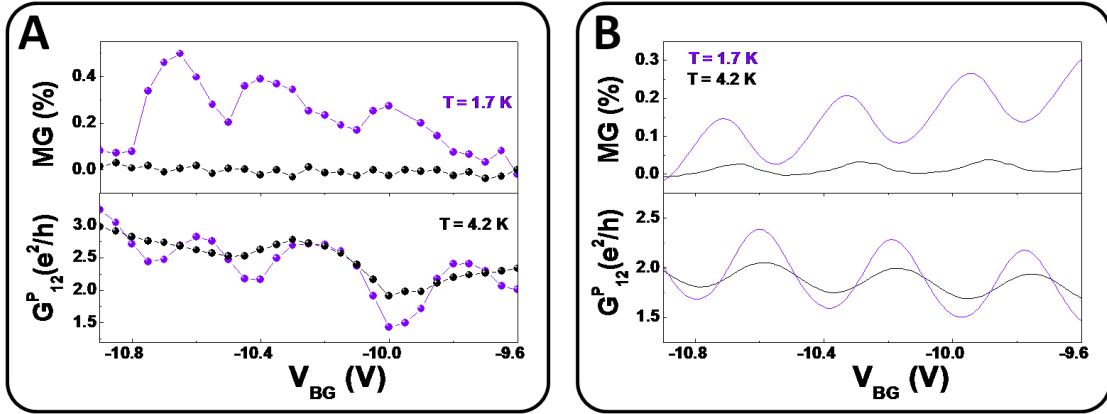 A
MG (%)
0.4
0.2
0.0
T = 1.7 K
G^P_12(e^2/h)
3.0
2.5
2.0
1.5
T = 4.2 K
-10.8
-10.4
-10.0
-9.6
V_BG (V)
B
MG (%)
0.3
0.2
0.1
0.0
T = 1.7 K
T = 4.2 K
G^P_12(e^2/h)
2.5
2.0
1.5
-10.8
-10.4
-10.0
-9.6
V_BG (V)